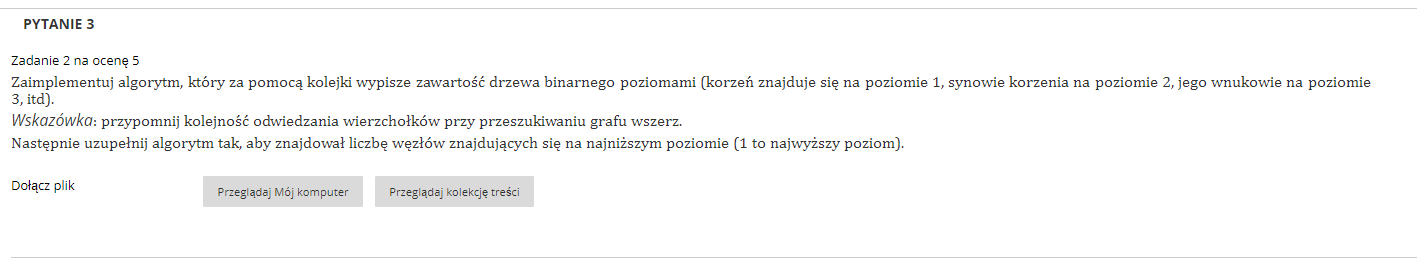 PYTANIE 3
Zadanie 2 na ocenę 5
Zaimplementuj algorytm, który za pomocą kolejki wypisze zawartość drzewa binarnego poziomami (korzeń znajduje się na poziomie 1, synowie korzenia na poziomie 2, jego wnukowie na poziomie
3, itd).
Wskazówka: przypomnij kolejność odwiedzania wierzchołków przy przeszukiwaniu grafu wszerz.
Następnie uzupełnij algorytm tak, aby znajdował liczbę węzłów znajdujących się na najniższym poziomie (1 to najwyższy poziom).
Dołącz plik
Przeglądaj Mój komputer
Przeglądaj kolekcję treści